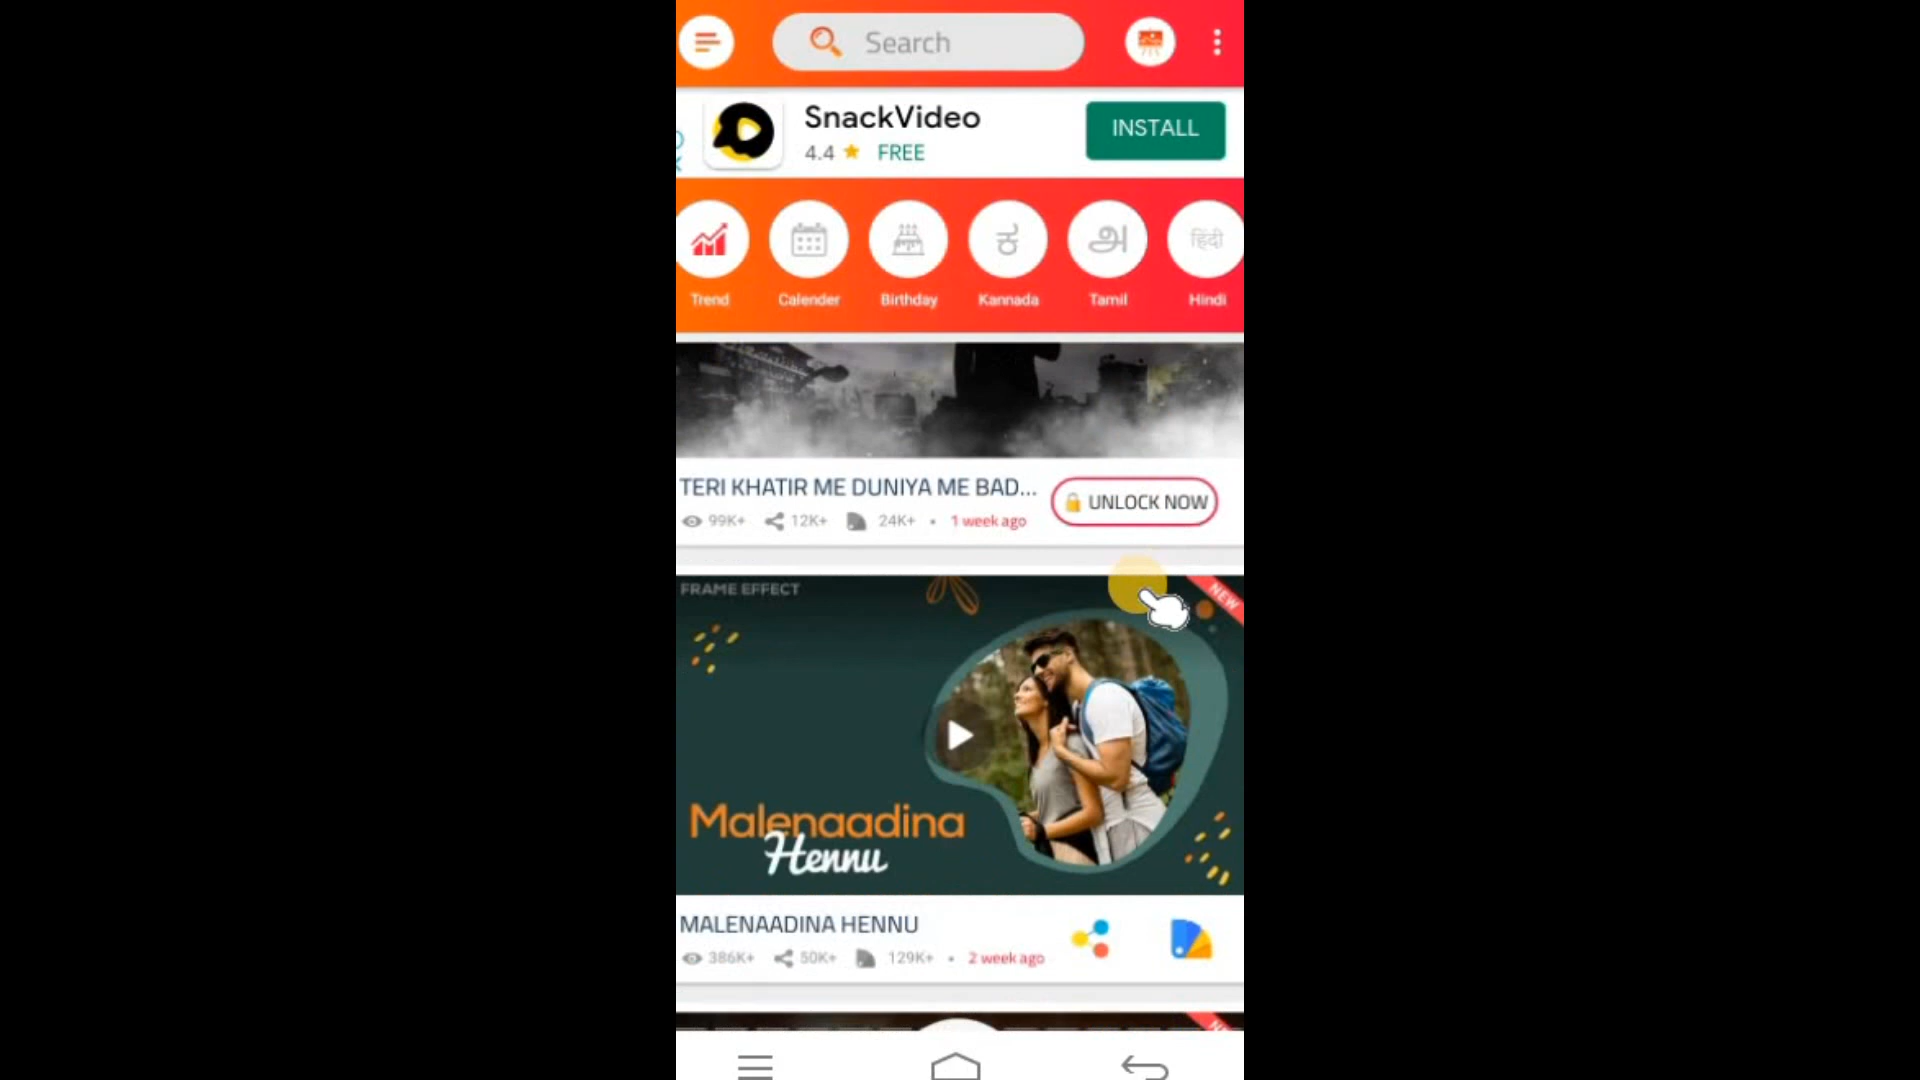 Search
SnackVideo
4.4 FREE
INSTALL
ಕ
அ
हिंदी
Trend
Calender
Birthday
Kannada
Tamil
Hindi
TERI KHATIR ME DUNIYA ME BAD...
UNLOCK NOW
99K+ 12K+ 24K+ • 1 week ago
FRAME EFFECT
NEW
Malenaadina
Hennu
MALENAADINA HENNU
386K+ 50K+ 129K+ • 2 week ago